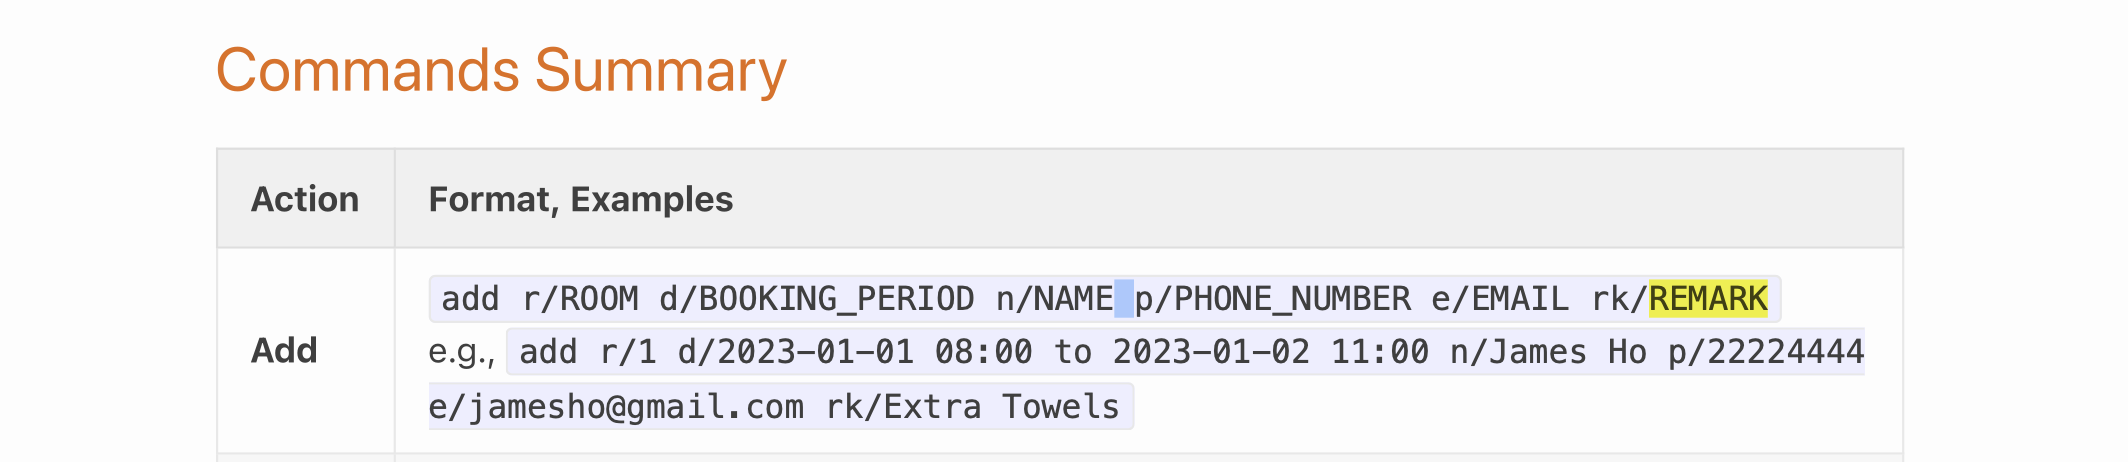 Commands Summary
Action
Format, Examples
Add
add r/ROOM d/BOOKING_PERIOD n/NAME p/PHONE_NUMBER e/EMAIL rk/REMARK
e.g., add r/1 d/2023-01-01 08:00 to 2023-01-02 11:00 n/James Ho p/22224444
e/jamesho@gmail.com rk/Extra Towels